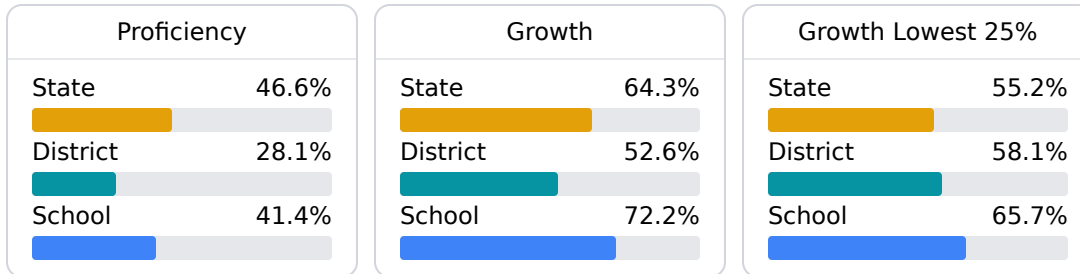 Proficiency
State 46.6%
District 28.1%
School 41.4%
Growth
State 64.3%
District 52.6%
School 72.2%
Growth Lowest 25%
State 55.2%
District 58.1%
School 65.7%